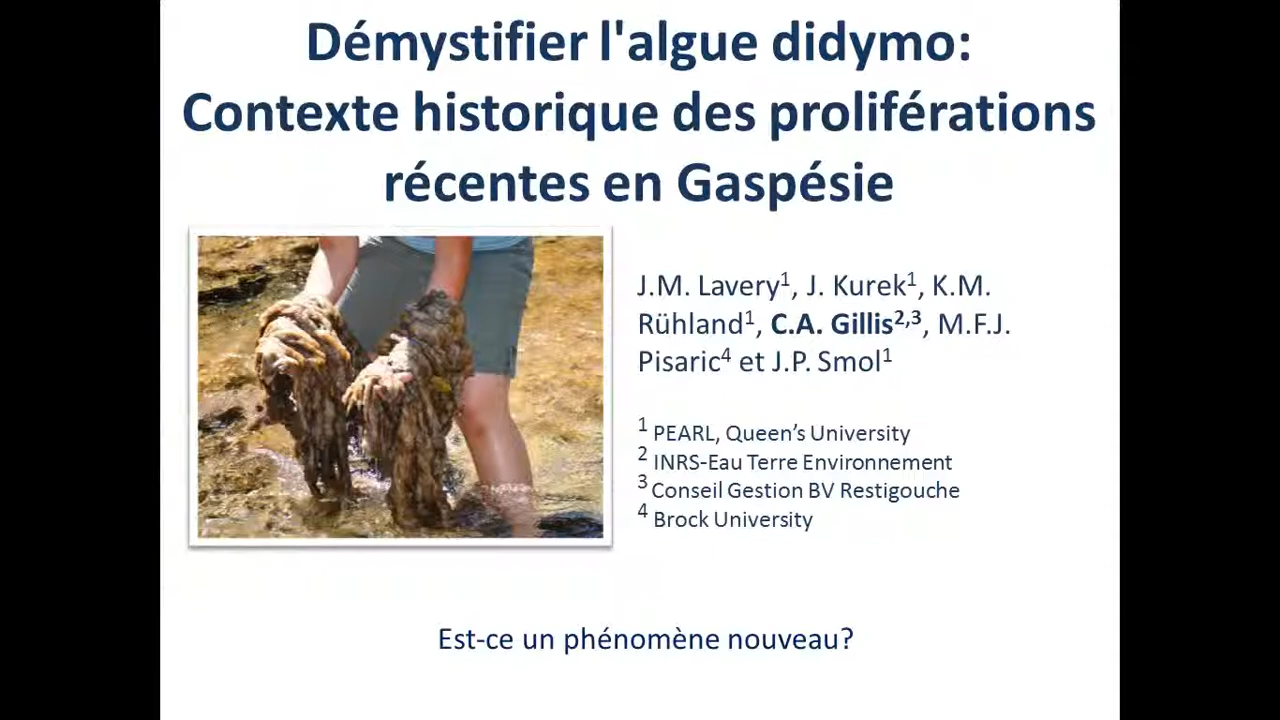 Démystifier l'algue didymo:
Contexte historique des proliférations
récentes en Gaspésie
J.M. Lavery¹, J. Kurek¹, K.M.
Rühland¹, C.A. Gillis²,³, M.F.J.
Pisaric⁴ et J.P. Smol¹
¹ PEARL, Queen’s University
² INRS-Eau Terre Environnement
³ Conseil Gestion BV Restigouche
⁴ Brock University
Est-ce un phénomène nouveau?